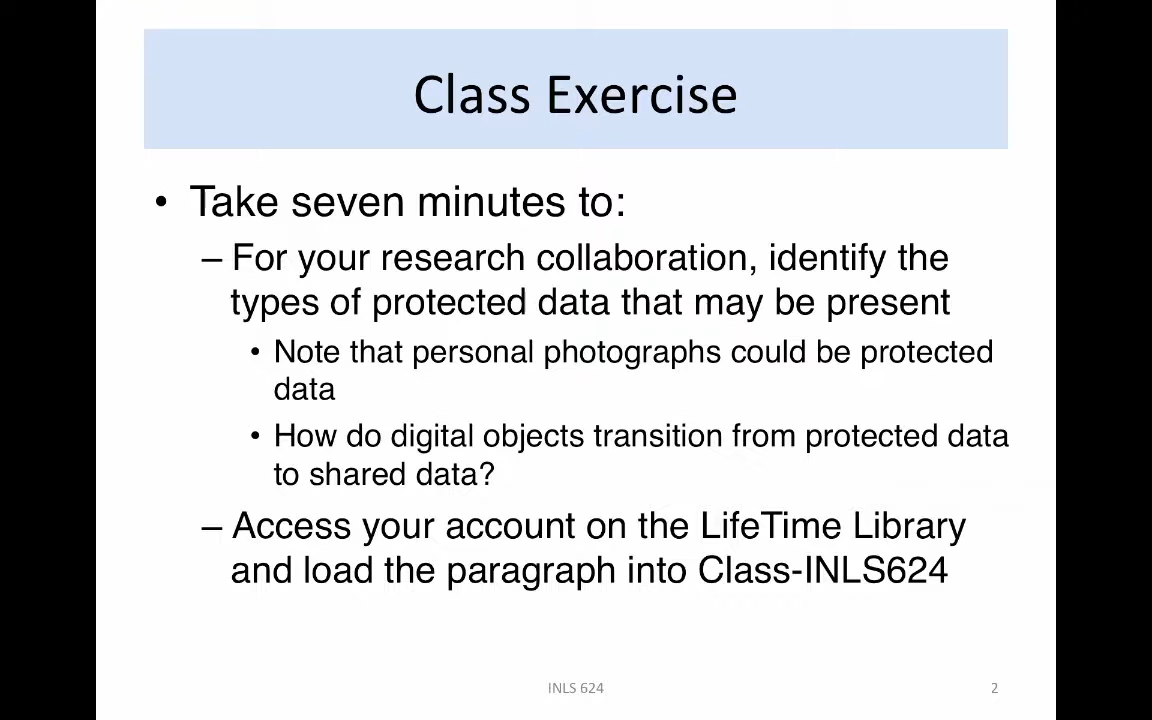 Class Exercise
• Take seven minutes to:
– For your research collaboration, identify the
types of protected data that may be present
• Note that personal photographs could be protected
data
• How do digital objects transition from protected data
to shared data?
– Access your account on the LifeTime Library
and load the paragraph into Class-INLS624
INLS 624
2